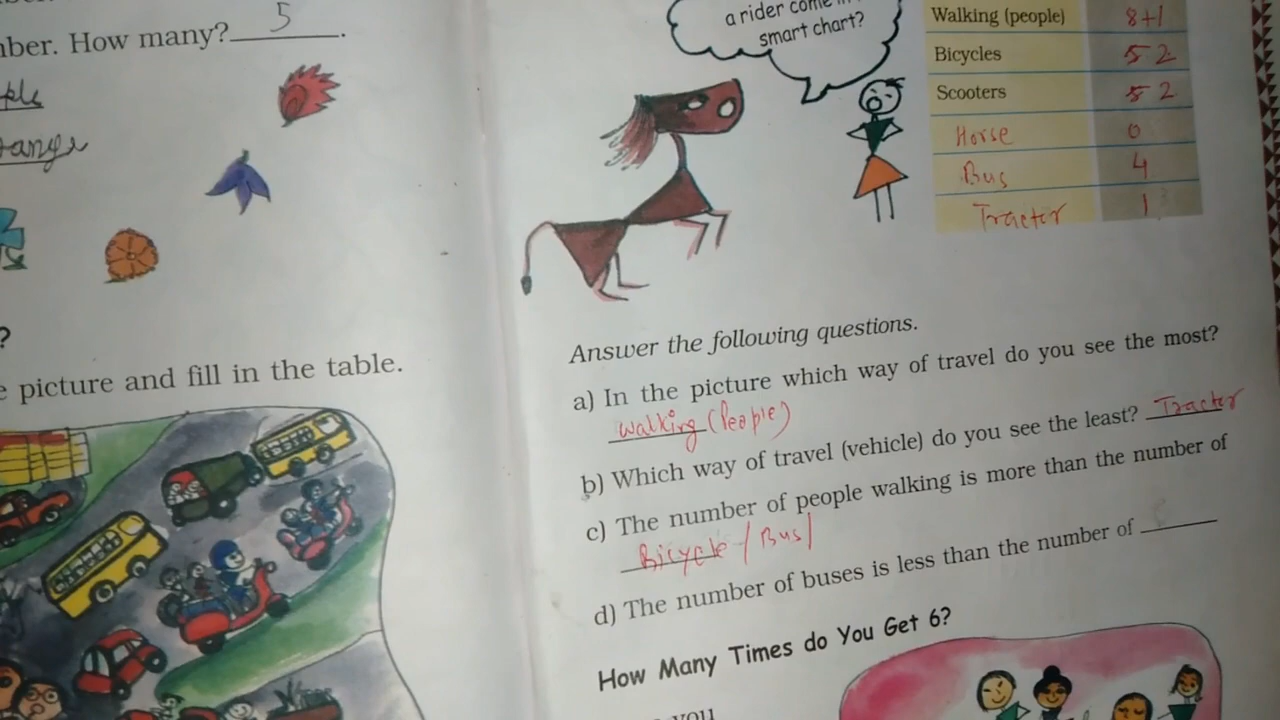 nber. How many? 5.
ple
range
?
e picture and fill in the table.
a rider come in
smart chart?
Walking (people) 8+1
Bicycles 5 2
Scooters 5 2
Horse 0
Bus 4
Tractor 1
Answer the following questions.
a) In the picture which way of travel do you see the most?
walking (People)
b) Which way of travel (vehicle) do you see the least? Tractor
c) The number of people walking is more than the number of
Bicycle / Bus/
d) The number of buses is less than the number of
How Many Times do You Get 6?
you